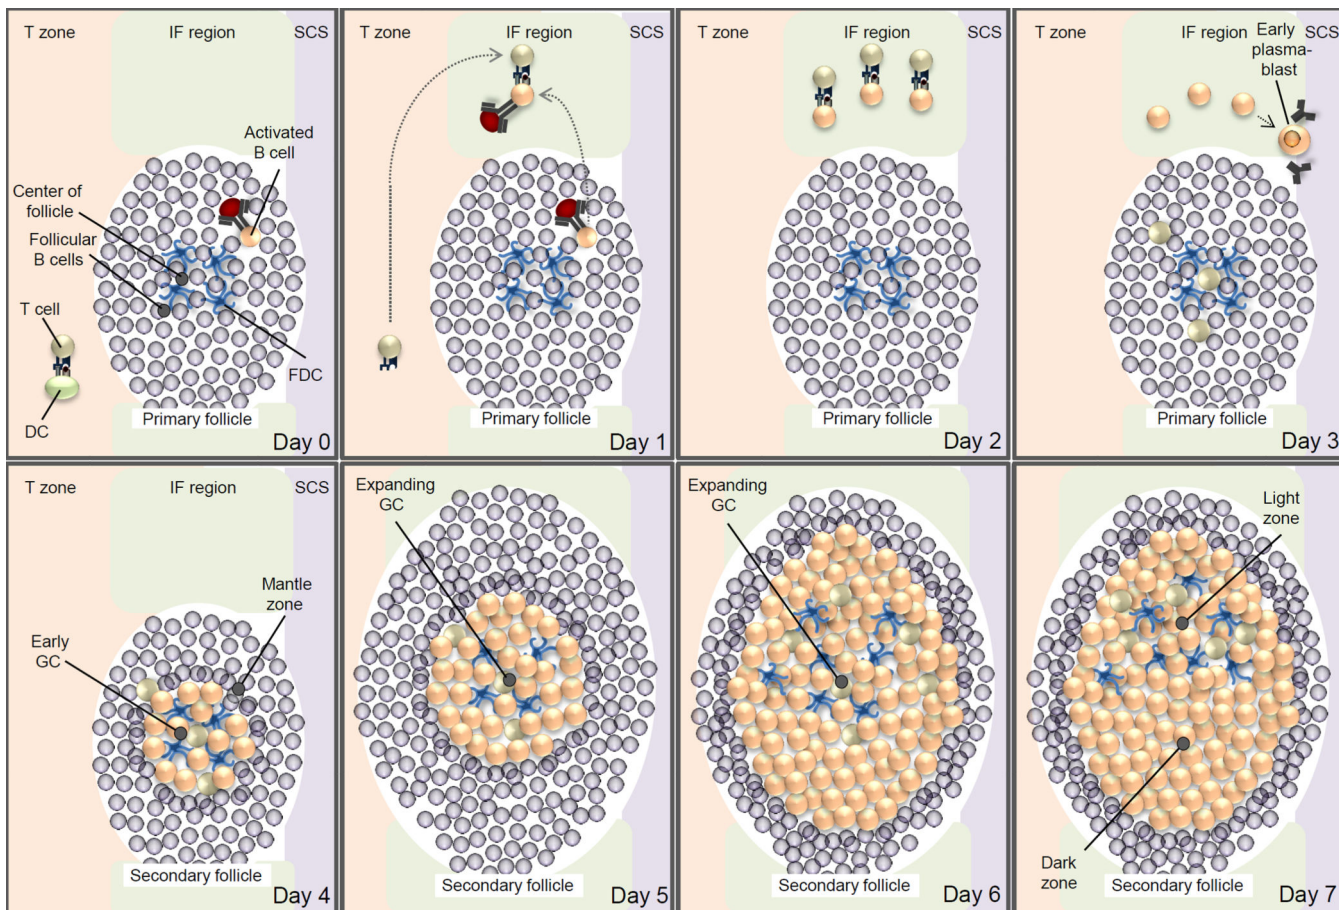 T zone
IF region
SCS
Activated
B cell
Center of
follicle
Follicular
B cells
T cell
FDC
DC
Primary follicle
Day 0
T zone
IF region
SCS
Primary follicle
Day 1
T zone
IF region
SCS
Primary follicle
Day 2
T zone
IF region
SCS
Early
plasma-
blast
Primary follicle
Day 3
T zone
IF region
SCS
Mantle
zone
Early
GC
Secondary follicle
Day 4
Expanding
GC
Secondary follicle
Day 5
Expanding
GC
Secondary follicle
Day 6
Light
zone
Dark
zone
Secondary follicle
Day 7